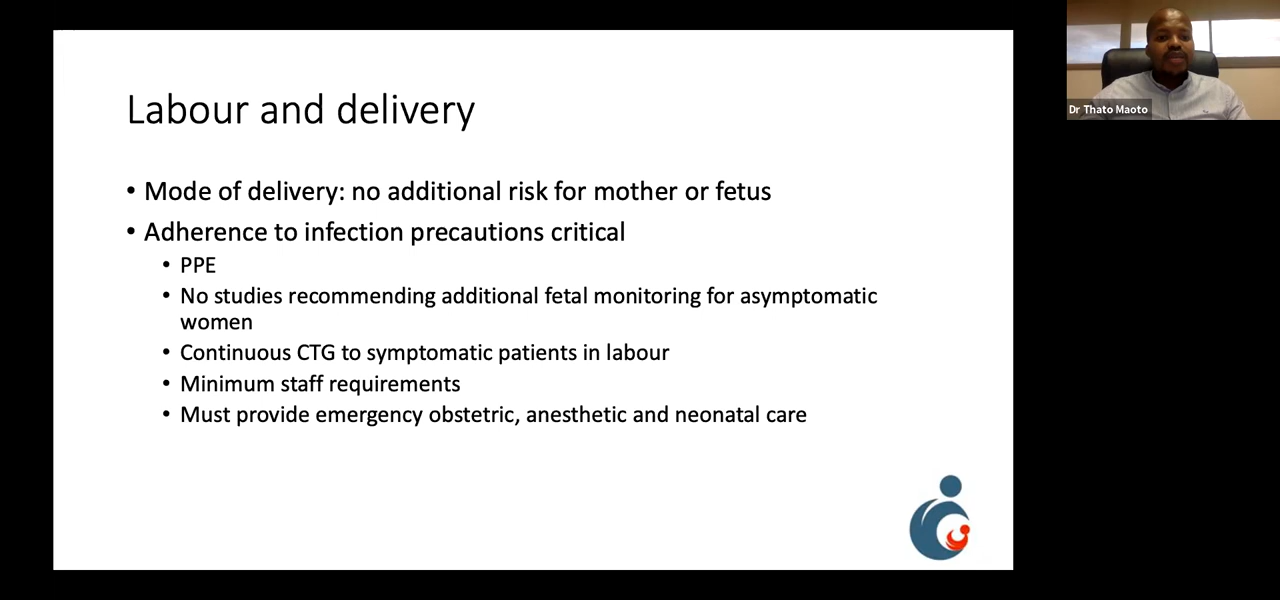 Labour and delivery
• Mode of delivery: no additional risk for mother or fetus
• Adherence to infection precautions critical
• PPE
• No studies recommending additional fetal monitoring for asymptomatic
women
• Continuous CTG to symptomatic patients in labour
• Minimum staff requirements
• Must provide emergency obstetric, anesthetic and neonatal care
Dr Thato Maoto